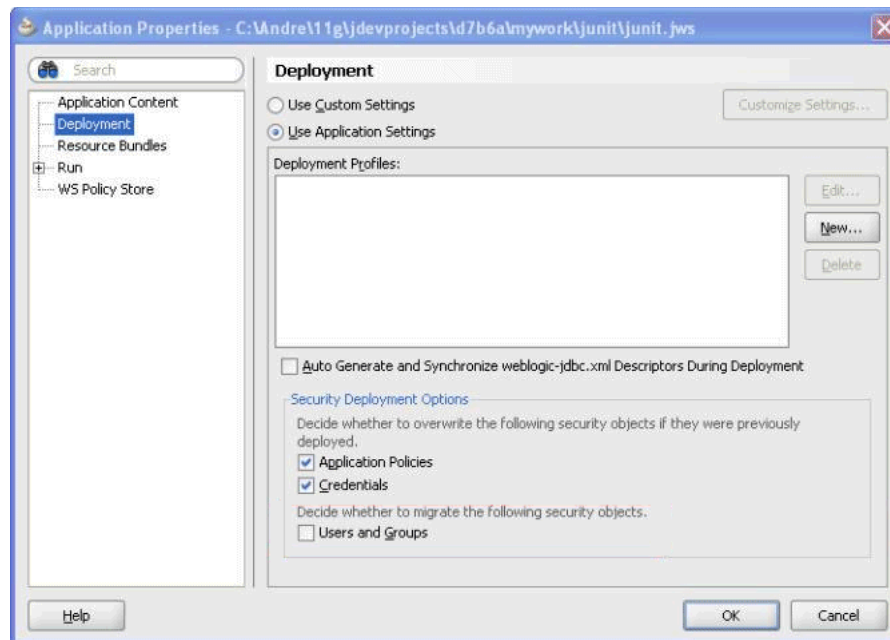 Application Properties - C:\Andre\11g\jdevprojects\d7b6a\mywork\junit\junit.jws
Search
Application Content
Deployment
Resource Bundles
Run
WS Policy Store
Deployment
Use Custom Settings
Customize Settings...
Use Application Settings
Deployment Profiles:
Edit...
New...
Delete
Auto Generate and Synchronize weblogic-jdbc.xml Descriptors During Deployment
Security Deployment Options
Decide whether to overwrite the following security objects if they were previously
deployed.
Application Policies
Credentials
Decide whether to migrate the following security objects.
Users and Groups
Help
OK
Cancel